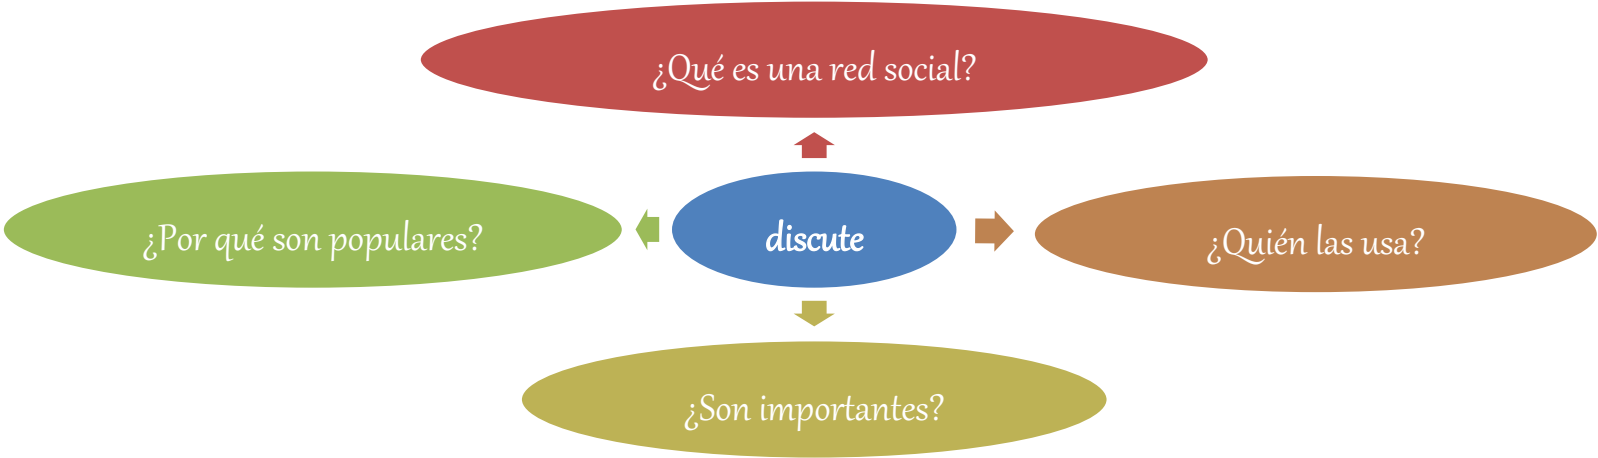 ¿Qué es una red social?
¿Por qué son populares?
discute
¿Quién las usa?
¿Son importantes?